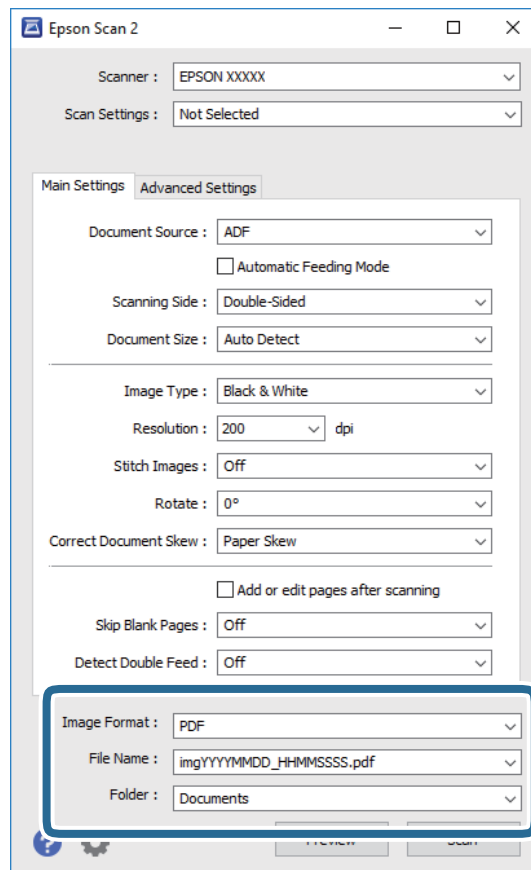 Epson Scan 2
Scanner : EPSON XXXXX
Scan Settings : Not Selected
Main Settings Advanced Settings
Document Source : ADF
Automatic Feeding Mode
Scanning Side : Double-Sided
Document Size : Auto Detect
Image Type : Black & White
Resolution : 200 dpi
Stitch Images : Off
Rotate : 0°
Correct Document Skew : Paper Skew
Add or edit pages after scanning
Skip Blank Pages : Off
Detect Double Feed : Off
Image Format : PDF
File Name : imgYYYYMMDD_HHMMSSSS.pdf
Folder : Documents
? Preview Scan